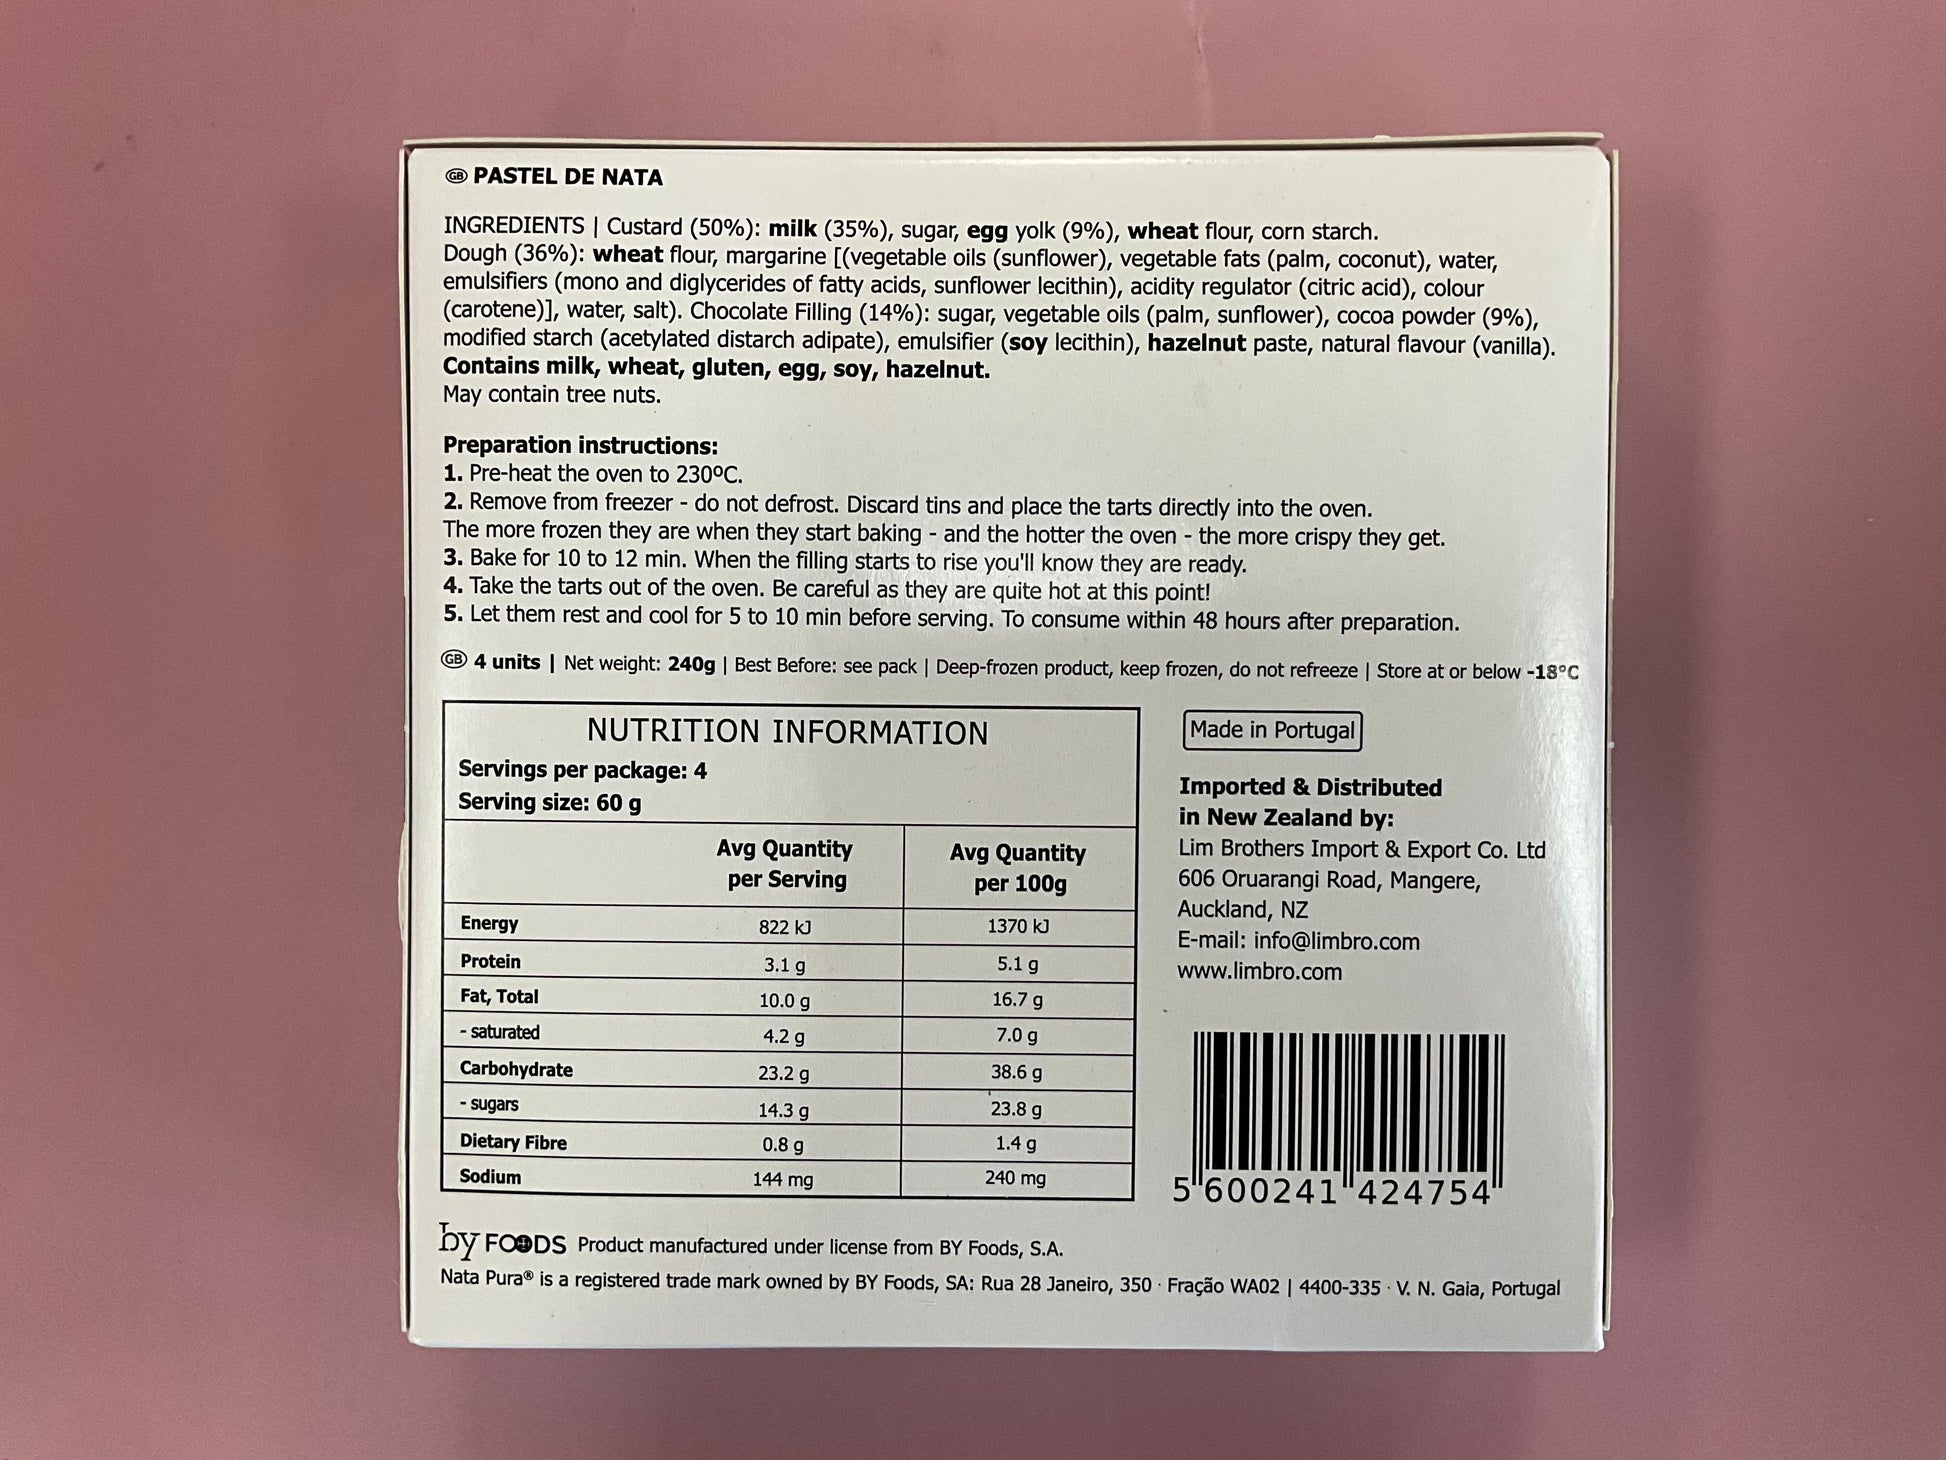 GB PASTEL DE NATA
INGREDIENTS | Custard (50%): milk (35%), sugar, egg yolk (9%), wheat flour, corn starch.
Dough (36%): wheat flour, margarine [(vegetable oils (sunflower), vegetable fats (palm, coconut), water,
emulsifiers (mono and diglycerides of fatty acids, sunflower lecithin), acidity regulator (citric acid), colour
(carotene)], water, salt). Chocolate Filling (14%): sugar, vegetable oils (palm, sunflower), cocoa powder (9%),
modified starch (acetylated distarch adipate), emulsifier (soy lecithin), hazelnut paste, natural flavour (vanilla).
Contains milk, wheat, gluten, egg, soy, hazelnut.
May contain tree nuts.
Preparation instructions:
1. Pre-heat the oven to 230ºC.
2. Remove from freezer - do not defrost. Discard tins and place the tarts directly into the oven.
The more frozen they are when they start baking - and the hotter the oven - the more crispy they get.
3. Bake for 10 to 12 min. When the filling starts to rise you'll know they are ready.
4. Take the tarts out of the oven. Be careful as they are quite hot at this point!
5. Let them rest and cool for 5 to 10 min before serving. To consume within 48 hours after preparation.
GB 4 units | Net weight: 240g | Best Before: see pack | Deep-frozen product, keep frozen, do not refreeze | Store at or below -18°C
NUTRITION INFORMATION
Servings per package: 4
Serving size: 60 g
Avg Quantity per Serving Avg Quantity per 100g
Energy 822 kJ 1370 kJ
Protein 3.1 g 5.1 g
Fat, Total 10.0 g 16.7 g
- saturated 4.2 g 7.0 g
Carbohydrate 23.2 g 38.6 g
- sugars 14.3 g 23.8 g
Dietary Fibre 0.8 g 1.4 g
Sodium 144 mg 240 mg
Made in Portugal
Imported & Distributed
in New Zealand by:
Lim Brothers Import & Export Co. Ltd
606 Oruarangi Road, Mangere,
Auckland, NZ
E-mail: info@limbro.com
www.limbro.com
5 600241 424754
by FOODS Product manufactured under license from BY Foods, S.A.
Nata Pura® is a registered trade mark owned by BY Foods, SA: Rua 28 Janeiro, 350 · Fração WA02 | 4400-335 · V. N. Gaia, Portugal